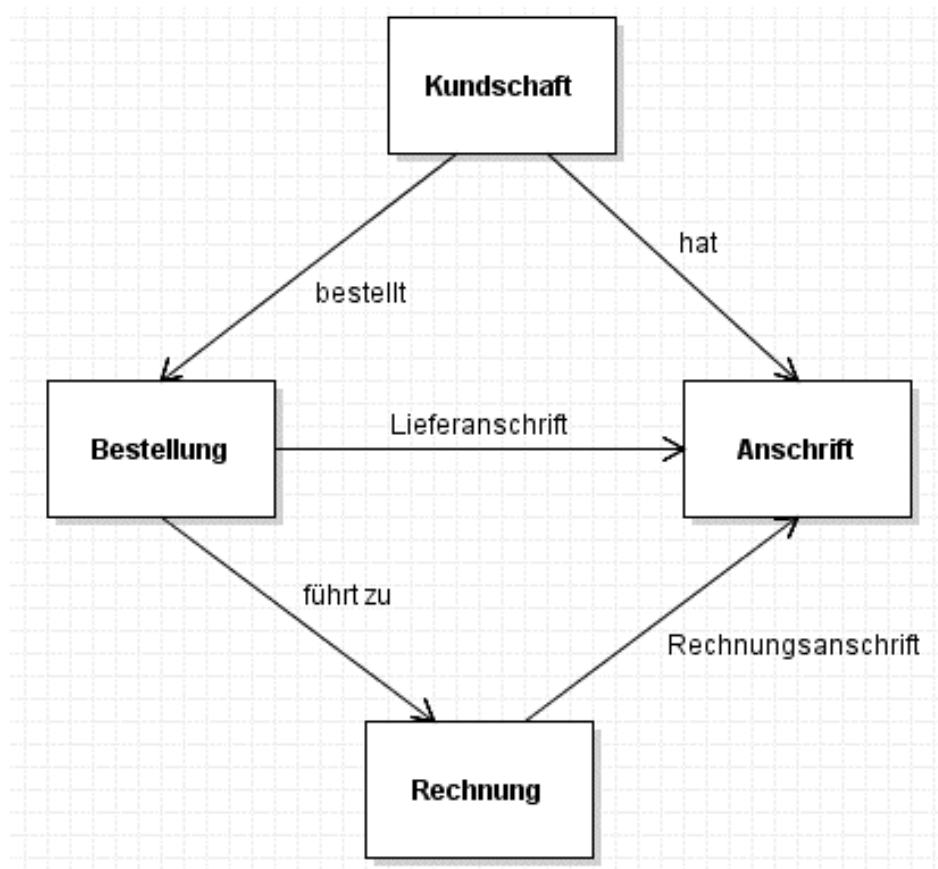 Kundschaft
hat
bestellt
Lieferanschrift
Bestellung
Anschrift
führt zu
Rechnungsanschrift
Rechnung